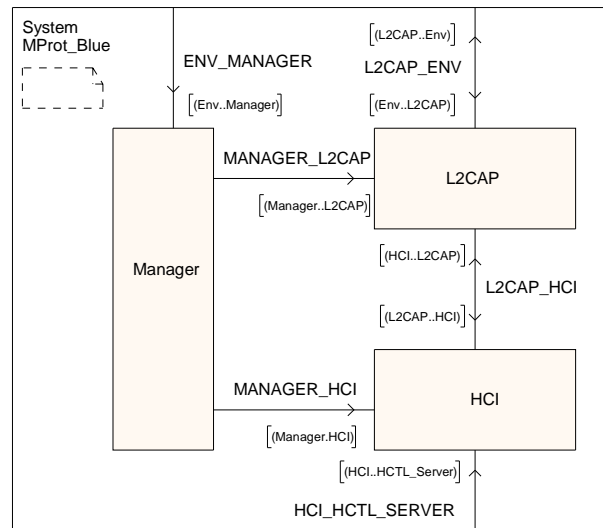 System
MProt_Blue
[(L2CAP..Env)]
ENV_MANAGER
L2CAP_ENV
[(Env..Manager)]
[(Env..L2CAP)]
MANAGER_L2CAP
L2CAP
[(Manager..L2CAP)]
[(HCI..L2CAP)]
Manager
L2CAP_HCI
[(L2CAP..HCI)]
MANAGER_HCI
HCI
[(Manager.HCI)]
[(HCI..HCTL_Server)]
HCI_HCTL_SERVER